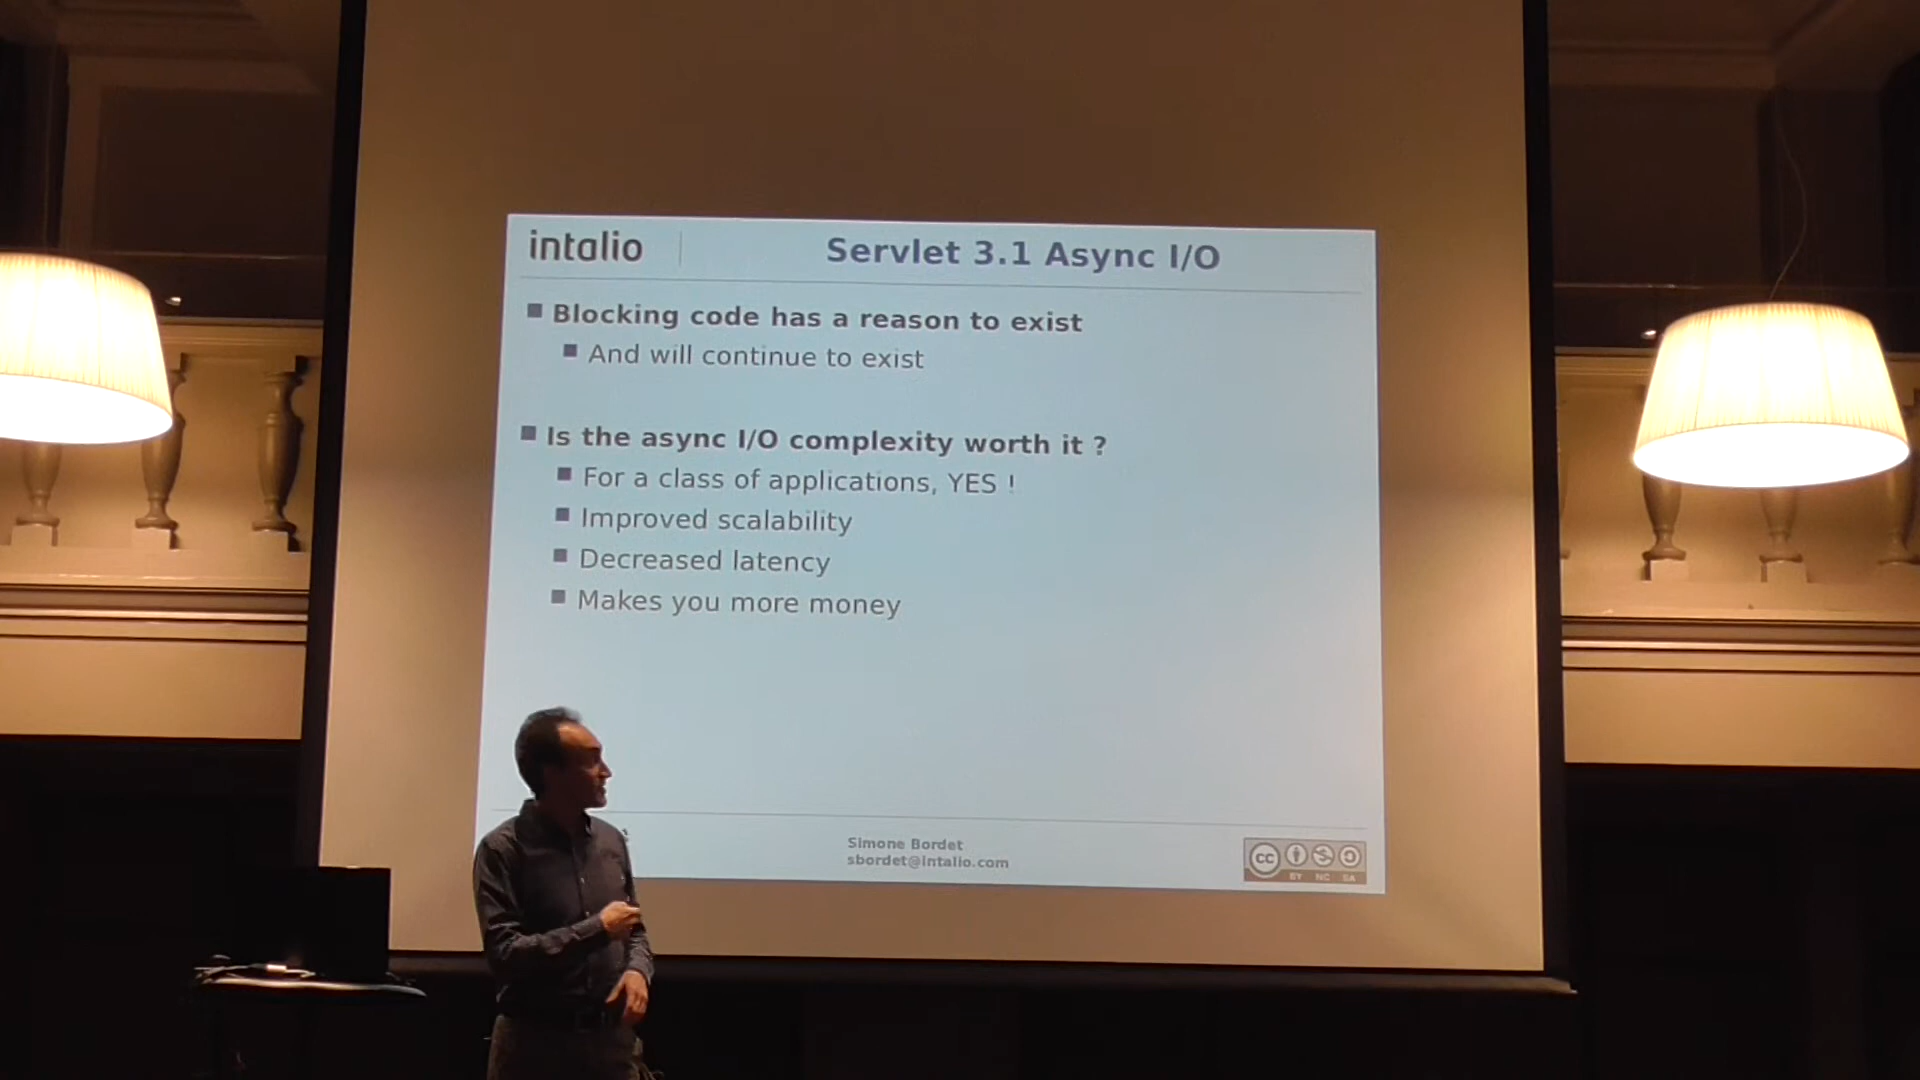 intalio
Servlet 3.1 Async I/O
Blocking code has a reason to exist
And will continue to exist
Is the async I/O complexity worth it ?
For a class of applications, YES !
Improved scalability
Decreased latency
Makes you more money
Simone Bordet
sbordet@intalio.com
cc
BY NC SA